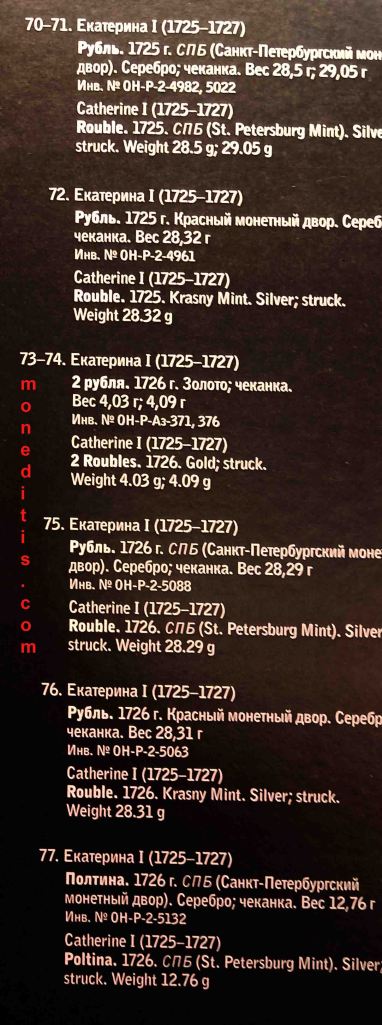 70–71. Екатерина I (1725–1727)
Рубль. 1725 г. СПБ (Санкт-Петербургский
двор). Серебро; чеканка. Вес 28,5 г; 29,05 г
Инв. № ОН-Р-2-4982, 5022
Catherine I (1725–1727)
Rouble. 1725. СПБ (St. Petersburg Mint).
struck. Weight 28.5 g; 29.05 g
72. Екатерина I (1725–1727)
Рубль. 1725 г. Красный монетный двор.
чеканка. Вес 28,32 г
Инв. № ОН-Р-2-4961
Catherine I (1725–1727)
Rouble. 1725. Krasny Mint. Silver; struck.
Weight 28.32 g
73–74. Екатерина I (1725–1727)
2 рубля. 1726 г. Золото; чеканка.
Вес 4,03 г; 4,09 г
Инв. № ОН-Р-Аз-371, 376
Catherine I (1725–1727)
2 Roubles. 1726. Gold; struck.
Weight 4.03 g; 4.09 g
75. Екатерина I (1725–1727)
Рубль. 1726 г. СПБ (Санкт-Петербургский
двор). Серебро; чеканка. Вес 28,29 г
Инв. № ОН-Р-2-5088
Catherine I (1725–1727)
Rouble. 1726. СПБ (St. Petersburg Mint). Silver
struck. Weight 28.29 g
76. Екатерина I (1725–1727)
Рубль. 1726 г. Красный монетный двор.
чеканка. Вес 28,31 г
Инв. № ОН-Р-2-5063
Catherine I (1725–1727)
Rouble. 1726. Krasny Mint. Silver; struck.
Weight 28.31 g
77. Екатерина I (1725–1727)
Полтина. 1726 г. СПБ (Санкт-Петербургский
монетный двор). Серебро; чеканка. Вес 12,76 г
Инв. № ОН-Р-2-5132
Catherine I (1725–1727)
Poltina. 1726. СПБ (St. Petersburg Mint). Silver;
struck. Weight 12.76 g
moneditis.com